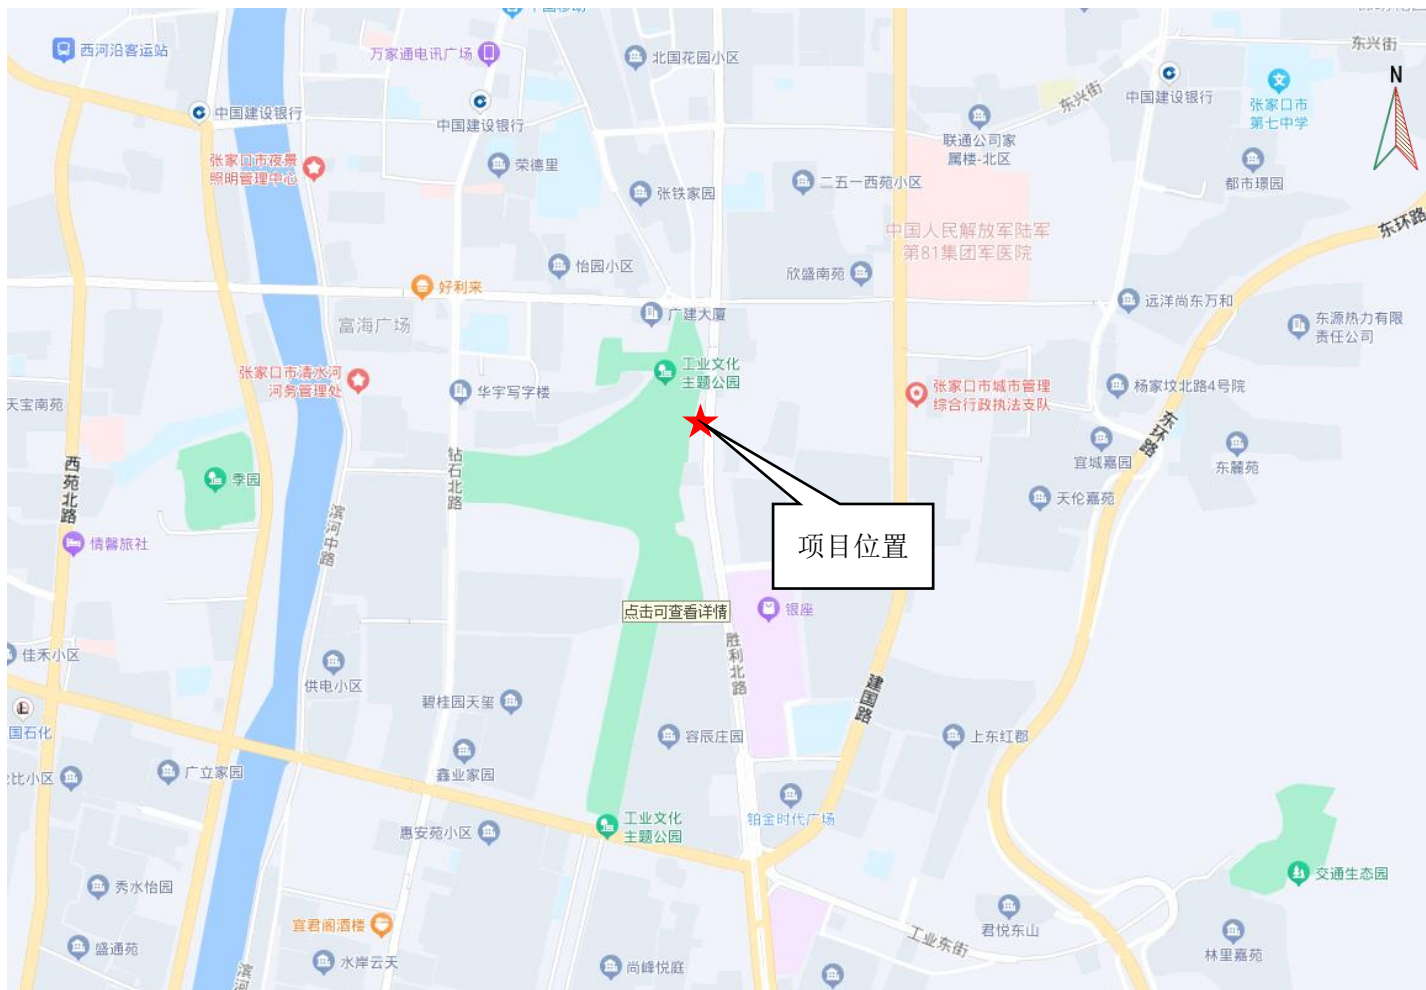 中国移动
西河沿客运站
万家通电讯广场
北国花园小区
东兴街
N
中国建设银行
中国建设银行
东兴街
中国建设银行
张家口市
第七中学
联通公司家
属楼-北区
张家口市夜景
照明管理中心
荣德里
张铁家园
二五一西苑小区
都市璟园
中国人民解放军陆军
第81集团军医院
东环路
怡园小区
欣盛南苑
好利来
富海广场
广建大厦
远洋尚东万和
东源热力有限
责任公司
张家口市清水河
河务管理处
华宇写字楼
工业文化
主题公园
张家口市城市管理
综合行政执法支队
杨家坟北路4号院
天宝南苑
东环路
宜城嘉园
东麓苑
西苑北路
季园
钻石北路
天伦嘉苑
滨河中路
情馨旅社
项目位置
点击可查看详情
银座
胜利北路
佳禾小区
供电小区
碧桂园天玺
建国路
国石化
容辰庄园
上东红郡
比小区
广立家园
鑫业家园
惠安苑小区
工业文化
主题公园
铂金时代广场
交通生态园
秀水怡园
宜君阁酒楼
君悦东山
工业东街
盛通苑
水岸云天
尚峰悦庭
林里嘉苑
滨河